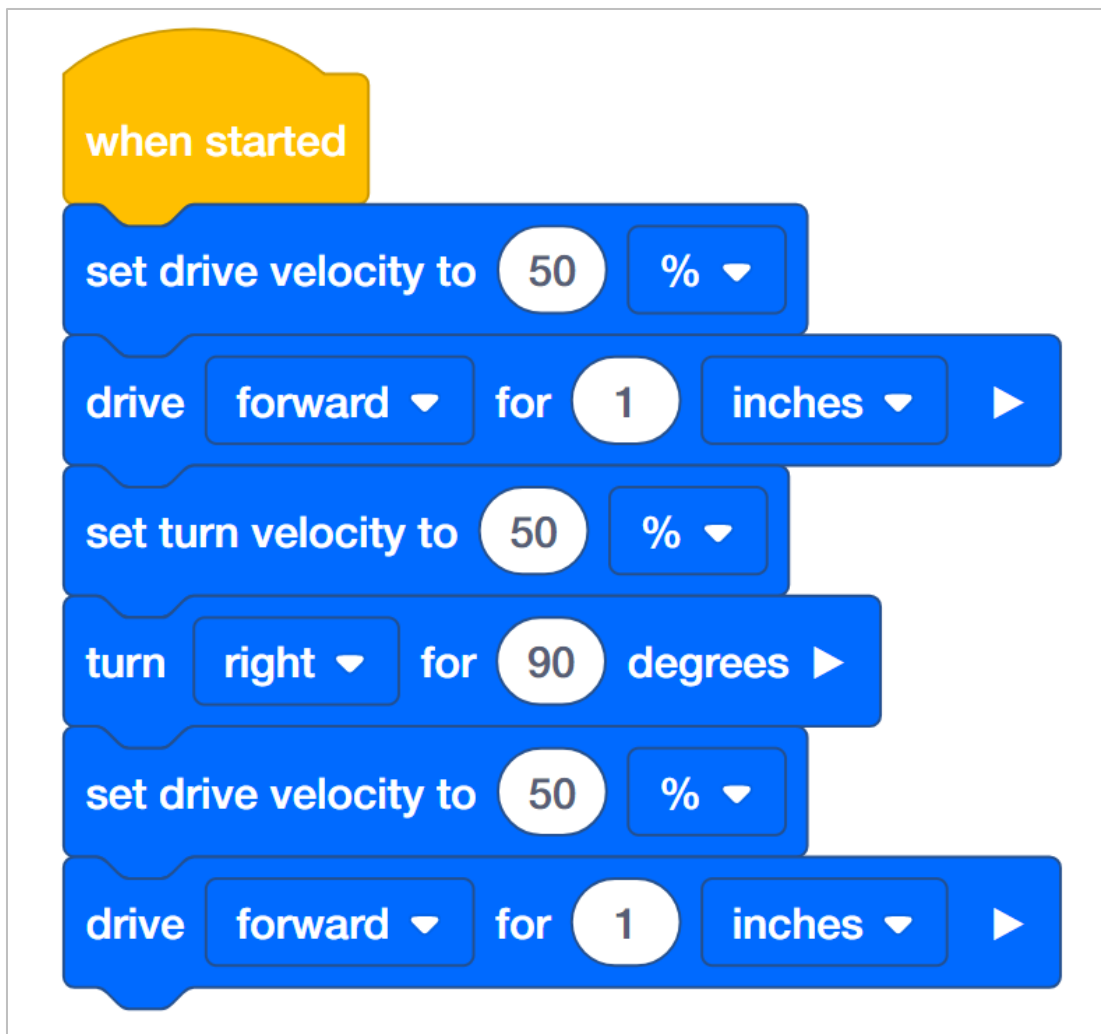 when started
set drive velocity to 50 %
drive forward for 1 inches
set turn velocity to 50 %
turn right for 90 degrees
set drive velocity to 50 %
drive forward for 1 inches